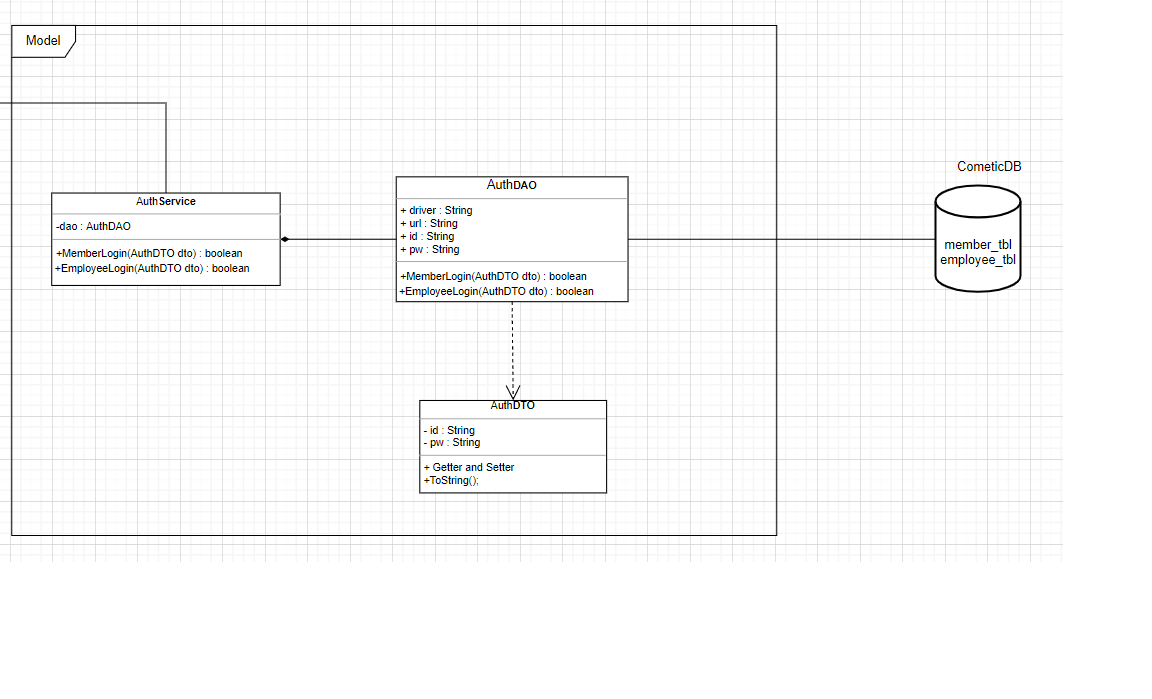 Model
CometicDB
AuthService
-dao : AuthDAO
+MemberLogin(AuthDTO dto) : boolean
+EmployeeLogin(AuthDTO dto) : boolean
AuthDAO
+ driver : String
+ url : String
+ id : String
+ pw : String
+MemberLogin(AuthDTO dto) : boolean
+EmployeeLogin(AuthDTO dto) : boolean
member_tbl
employee_tbl
AuthDTO
- id : String
- pw : String
+ Getter and Setter
+ToString();